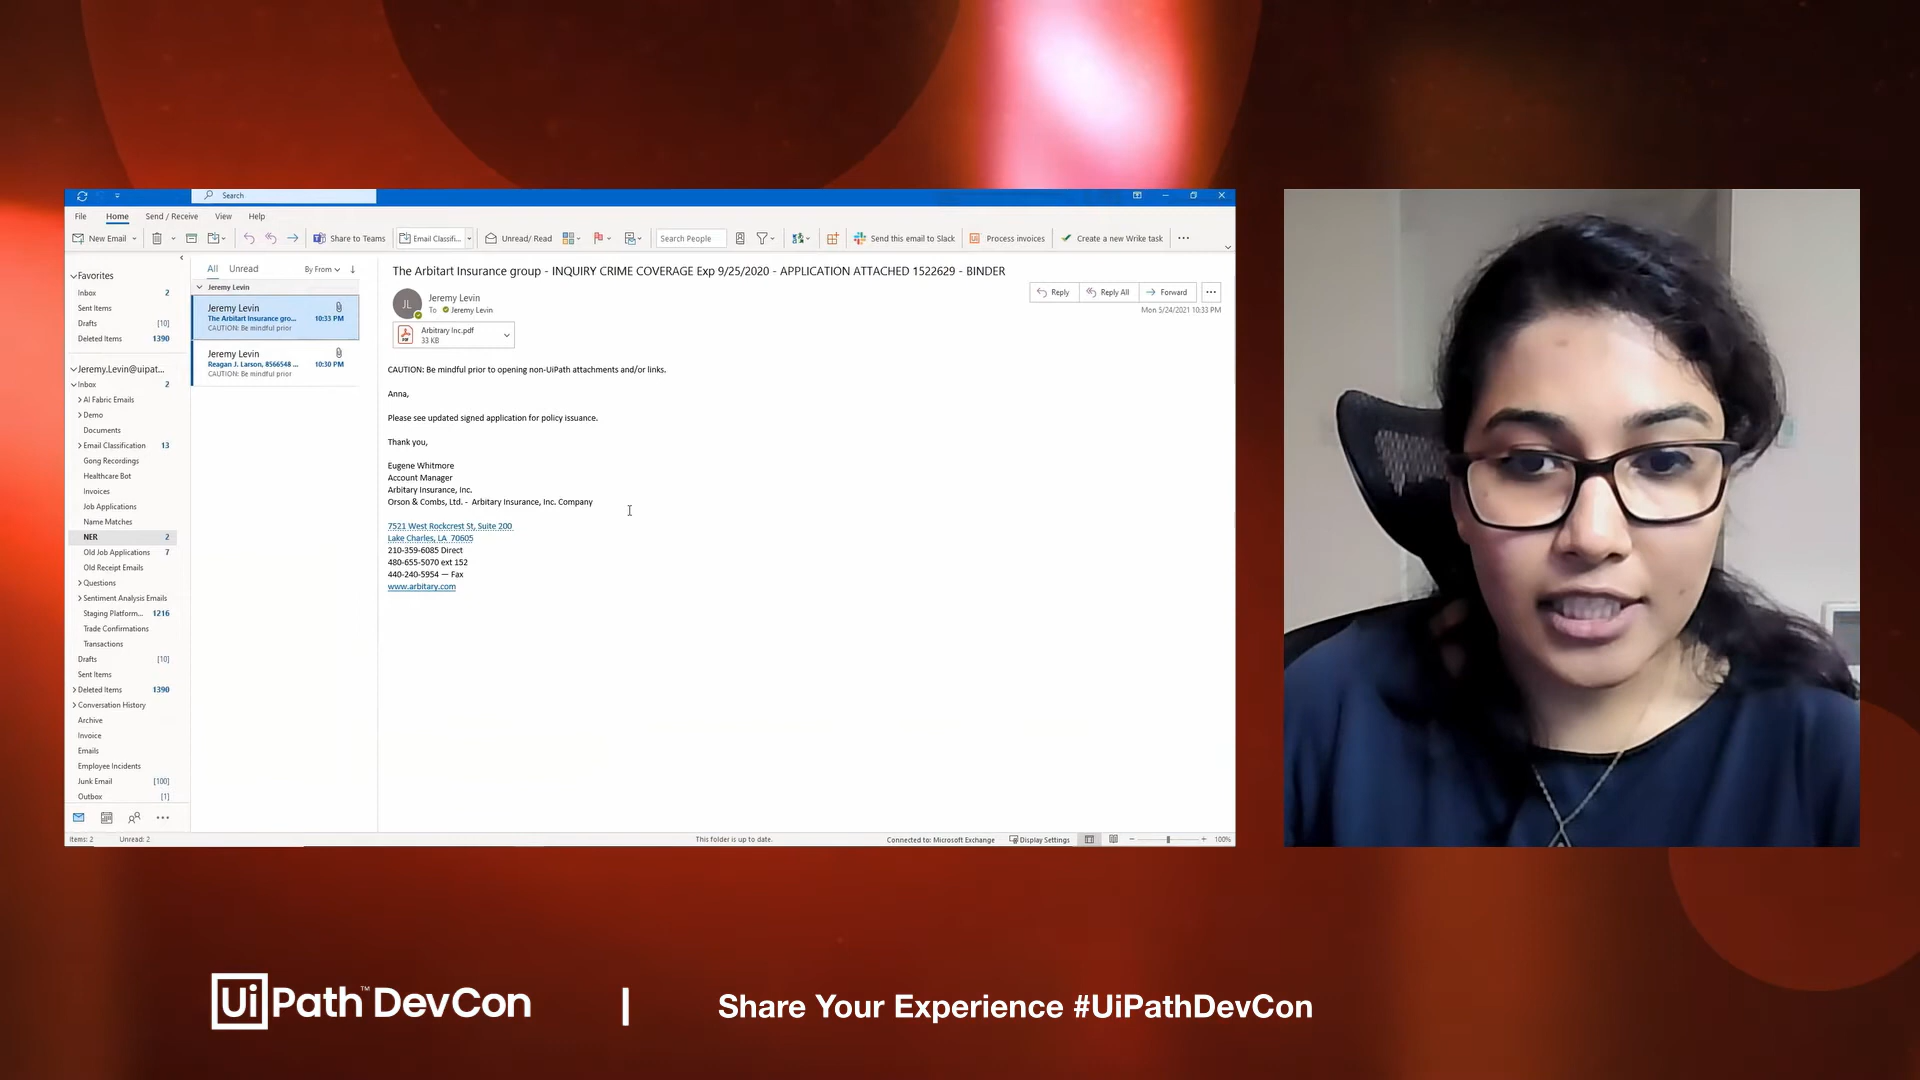 Search
File Home Send / Receive View Help
New Email Share to Teams Email Classifi... Unread/ Read Search People Send this email to Slack Process invoices Create a new Wrike task
Favorites
Inbox 2
Sent Items
Drafts [10]
Deleted Items 1390
Jeremy.Levin@uipat...
Inbox 2
AI Fabric Emails
Demo
Documents
Email Classification 13
Gong Recordings
Healthcare Bot
Invoices
Job Applications
Name Matches
NER 2
Old Job Applications 7
Old Receipt Emails
Questions
Sentiment Analysis Emails
Staging Platform... 1216
Trade Confirmations
Transactions
Drafts [10]
Sent Items
Deleted Items 1390
Conversation History
Archive
Invoice
Emails
Employee Incidents
Junk Email [100]
Outbox [1]
All Unread By From
Jeremy Levin
Jeremy Levin
The Arbitart Insurance gro... 10:33 PM
CAUTION: Be mindful prior
Jeremy Levin
Reagan J. Larson, 8566548 ... 10:30 PM
CAUTION: Be mindful prior
The Arbitart Insurance group - INQUIRY CRIME COVERAGE Exp 9/25/2020 - APPLICATION ATTACHED 1522629 - BINDER
JL
Jeremy Levin
To Jeremy Levin
Reply Reply All Forward
Mon 5/24/2021 10:33 PM
Arbitrary Inc.pdf
33 KB
CAUTION: Be mindful prior to opening non-UiPath attachments and/or links.
Anna,
Please see updated signed application for policy issuance.
Thank you,
Eugene Whitmore
Account Manager
Arbitary Insurance, Inc.
Orson & Combs, Ltd. - Arbitary Insurance, Inc. Company
7521 West Rockcrest St, Suite 200
Lake Charles, LA 70605
210-359-6085 Direct
480-655-5070 ext 152
440-240-5954 — Fax
www.arbitary.com
Items: 2 Unread: 2 This folder is up to date. Connected to: Microsoft Exchange Display Settings 100%
UiPath™ DevCon | Share Your Experience #UiPathDevCon